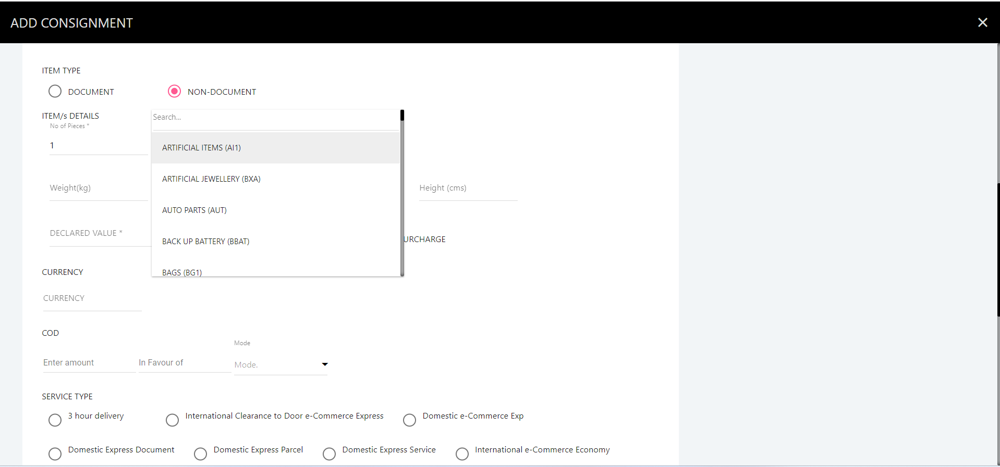 ADD CONSIGNMENT
ITEM TYPE
DOCUMENT
NON-DOCUMENT
ITEM/s DETAILS
No of Pieces *
1
Search...
ARTIFICIAL ITEMS (AI1)
ARTIFICIAL JEWELLERY (BXA)
AUTO PARTS (AUT)
BACK UP BATTERY (BBAT)
BAGS (BG1)
Weight(kg)
Height (cms)
DECLARED VALUE *
URCHARGE
CURRENCY
CURRENCY
COD
Enter amount
In Favour of
Mode
Mode.
SERVICE TYPE
3 hour delivery
International Clearance to Door e-Commerce Express
Domestic e-Commerce Exp
Domestic Express Document
Domestic Express Parcel
Domestic Express Service
International e-Commerce Economy